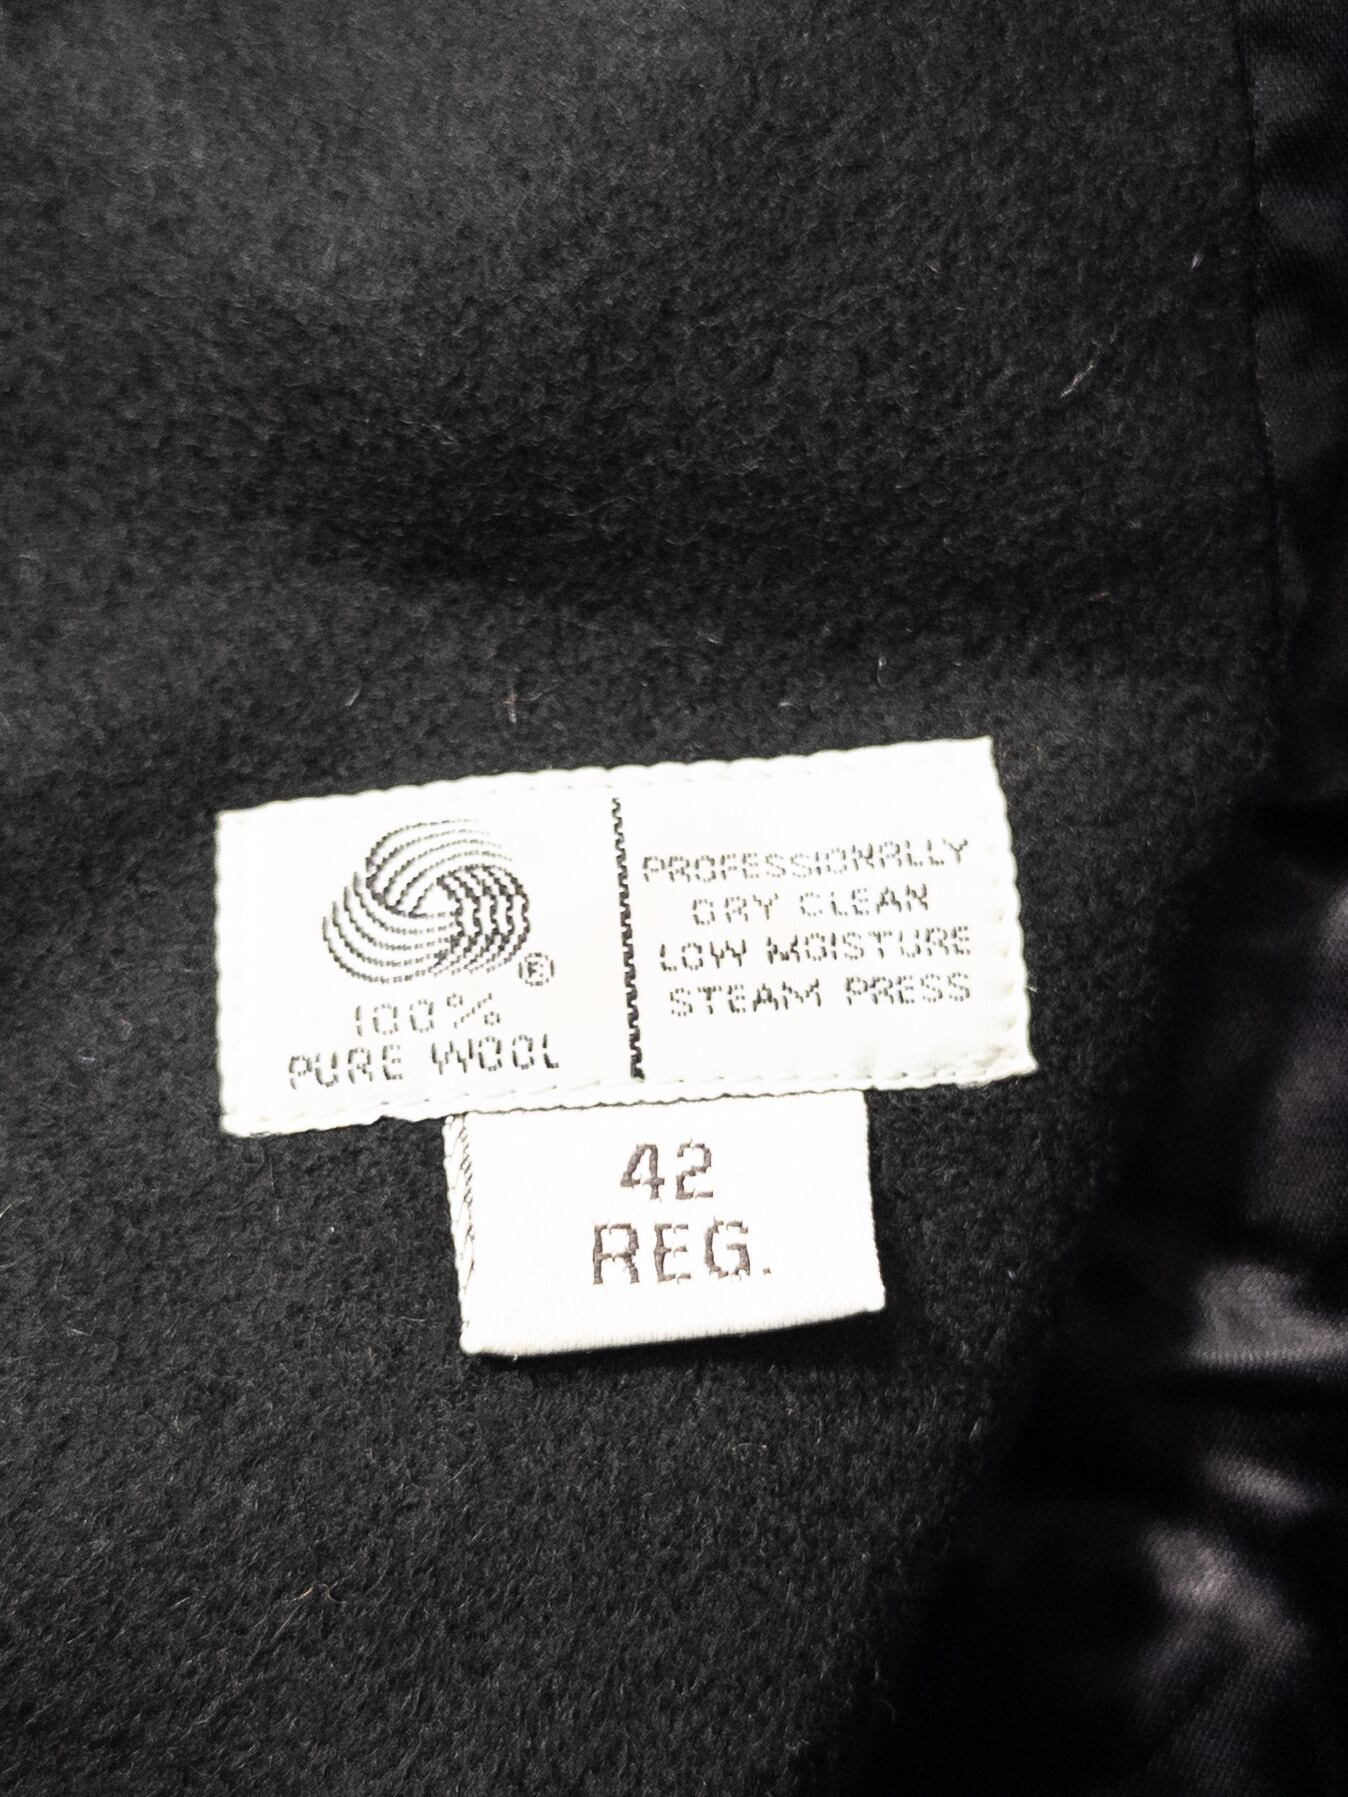 ®
100%
PURE WOOL
PROFESSIONALLY
DRY CLEAN
LOW MOISTURE
STEAM PRESS
42
REG.